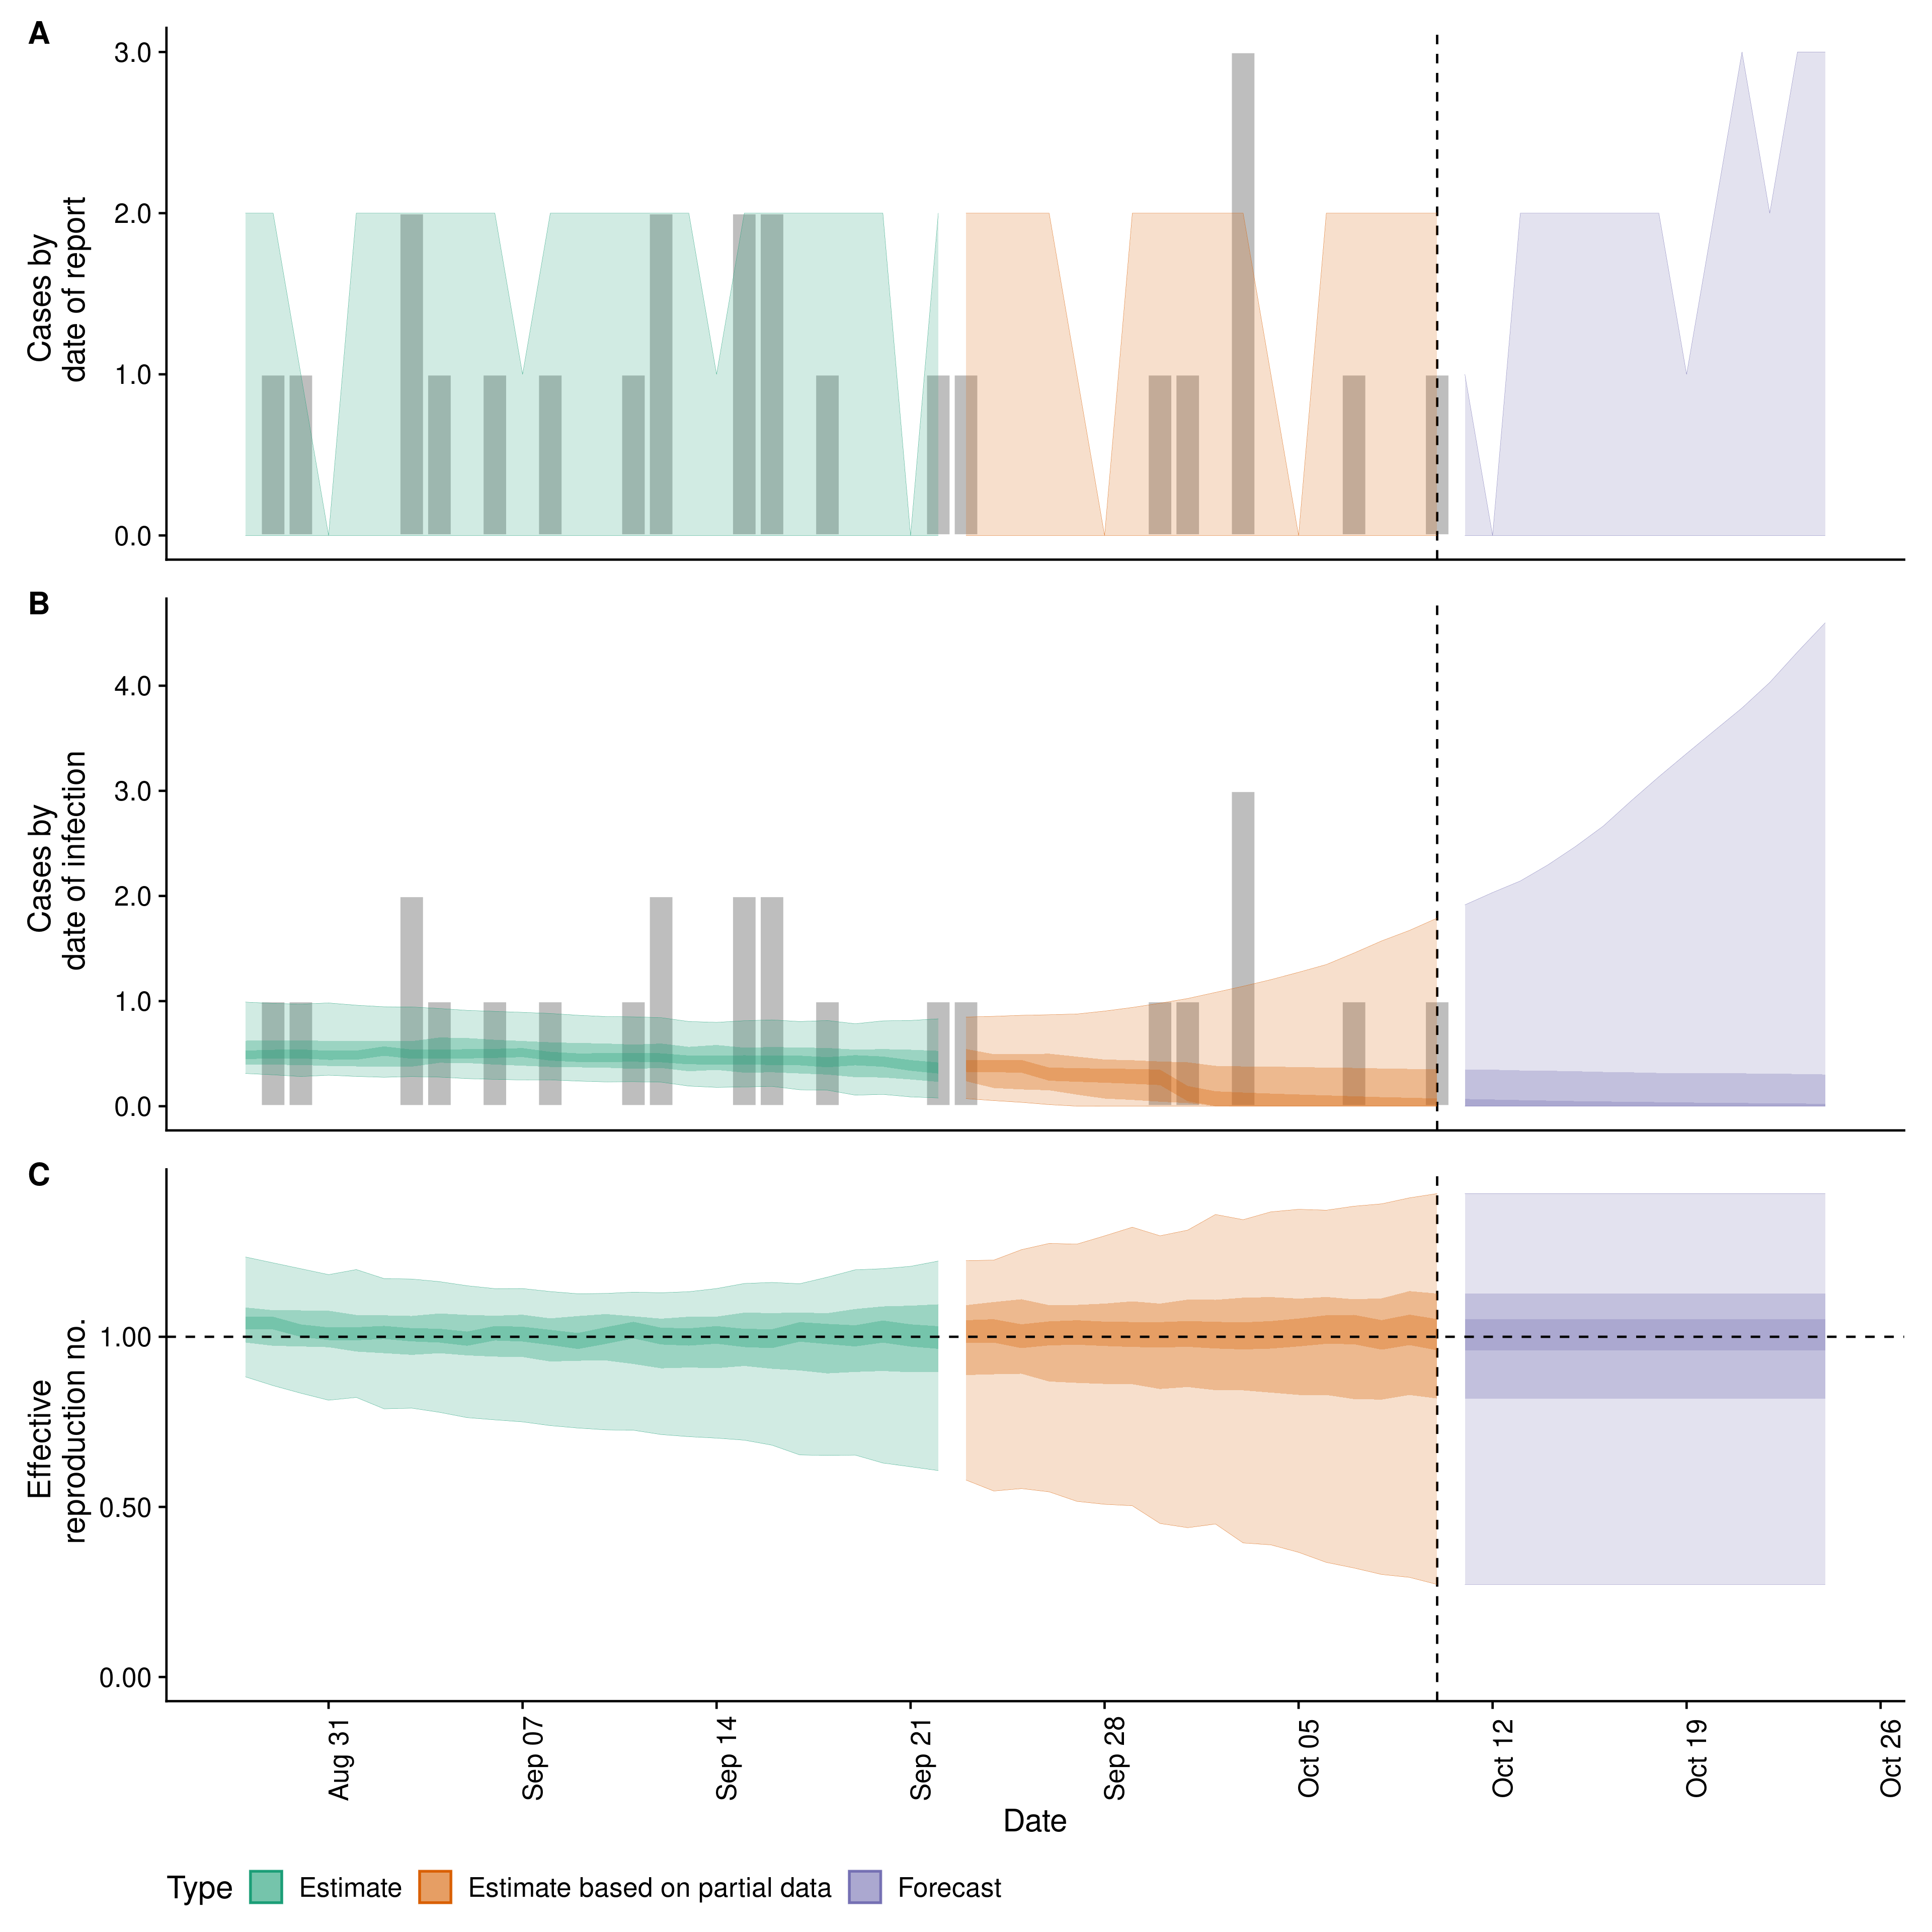 A
Cases by
date of report
3.0
2.0
1.0
0.0
B
Cases by
date of infection
4.0
3.0
2.0
1.0
0.0
C
Effective
reproduction no.
1.00
0.50
0.00
Aug 31
Sep 07
Sep 14
Sep 21
Sep 28
Oct 05
Oct 12
Oct 19
Oct 26
Date
Type Estimate Estimate based on partial data Forecast